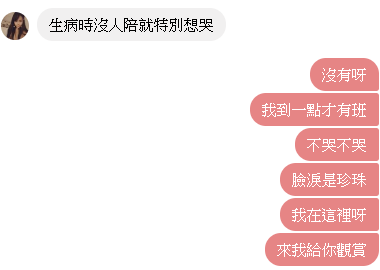 生病時沒人陪就特別想哭
沒有呀
我到一點才有班
不哭不哭
臉淚是珍珠
我在這裡呀
來我給你觀賞